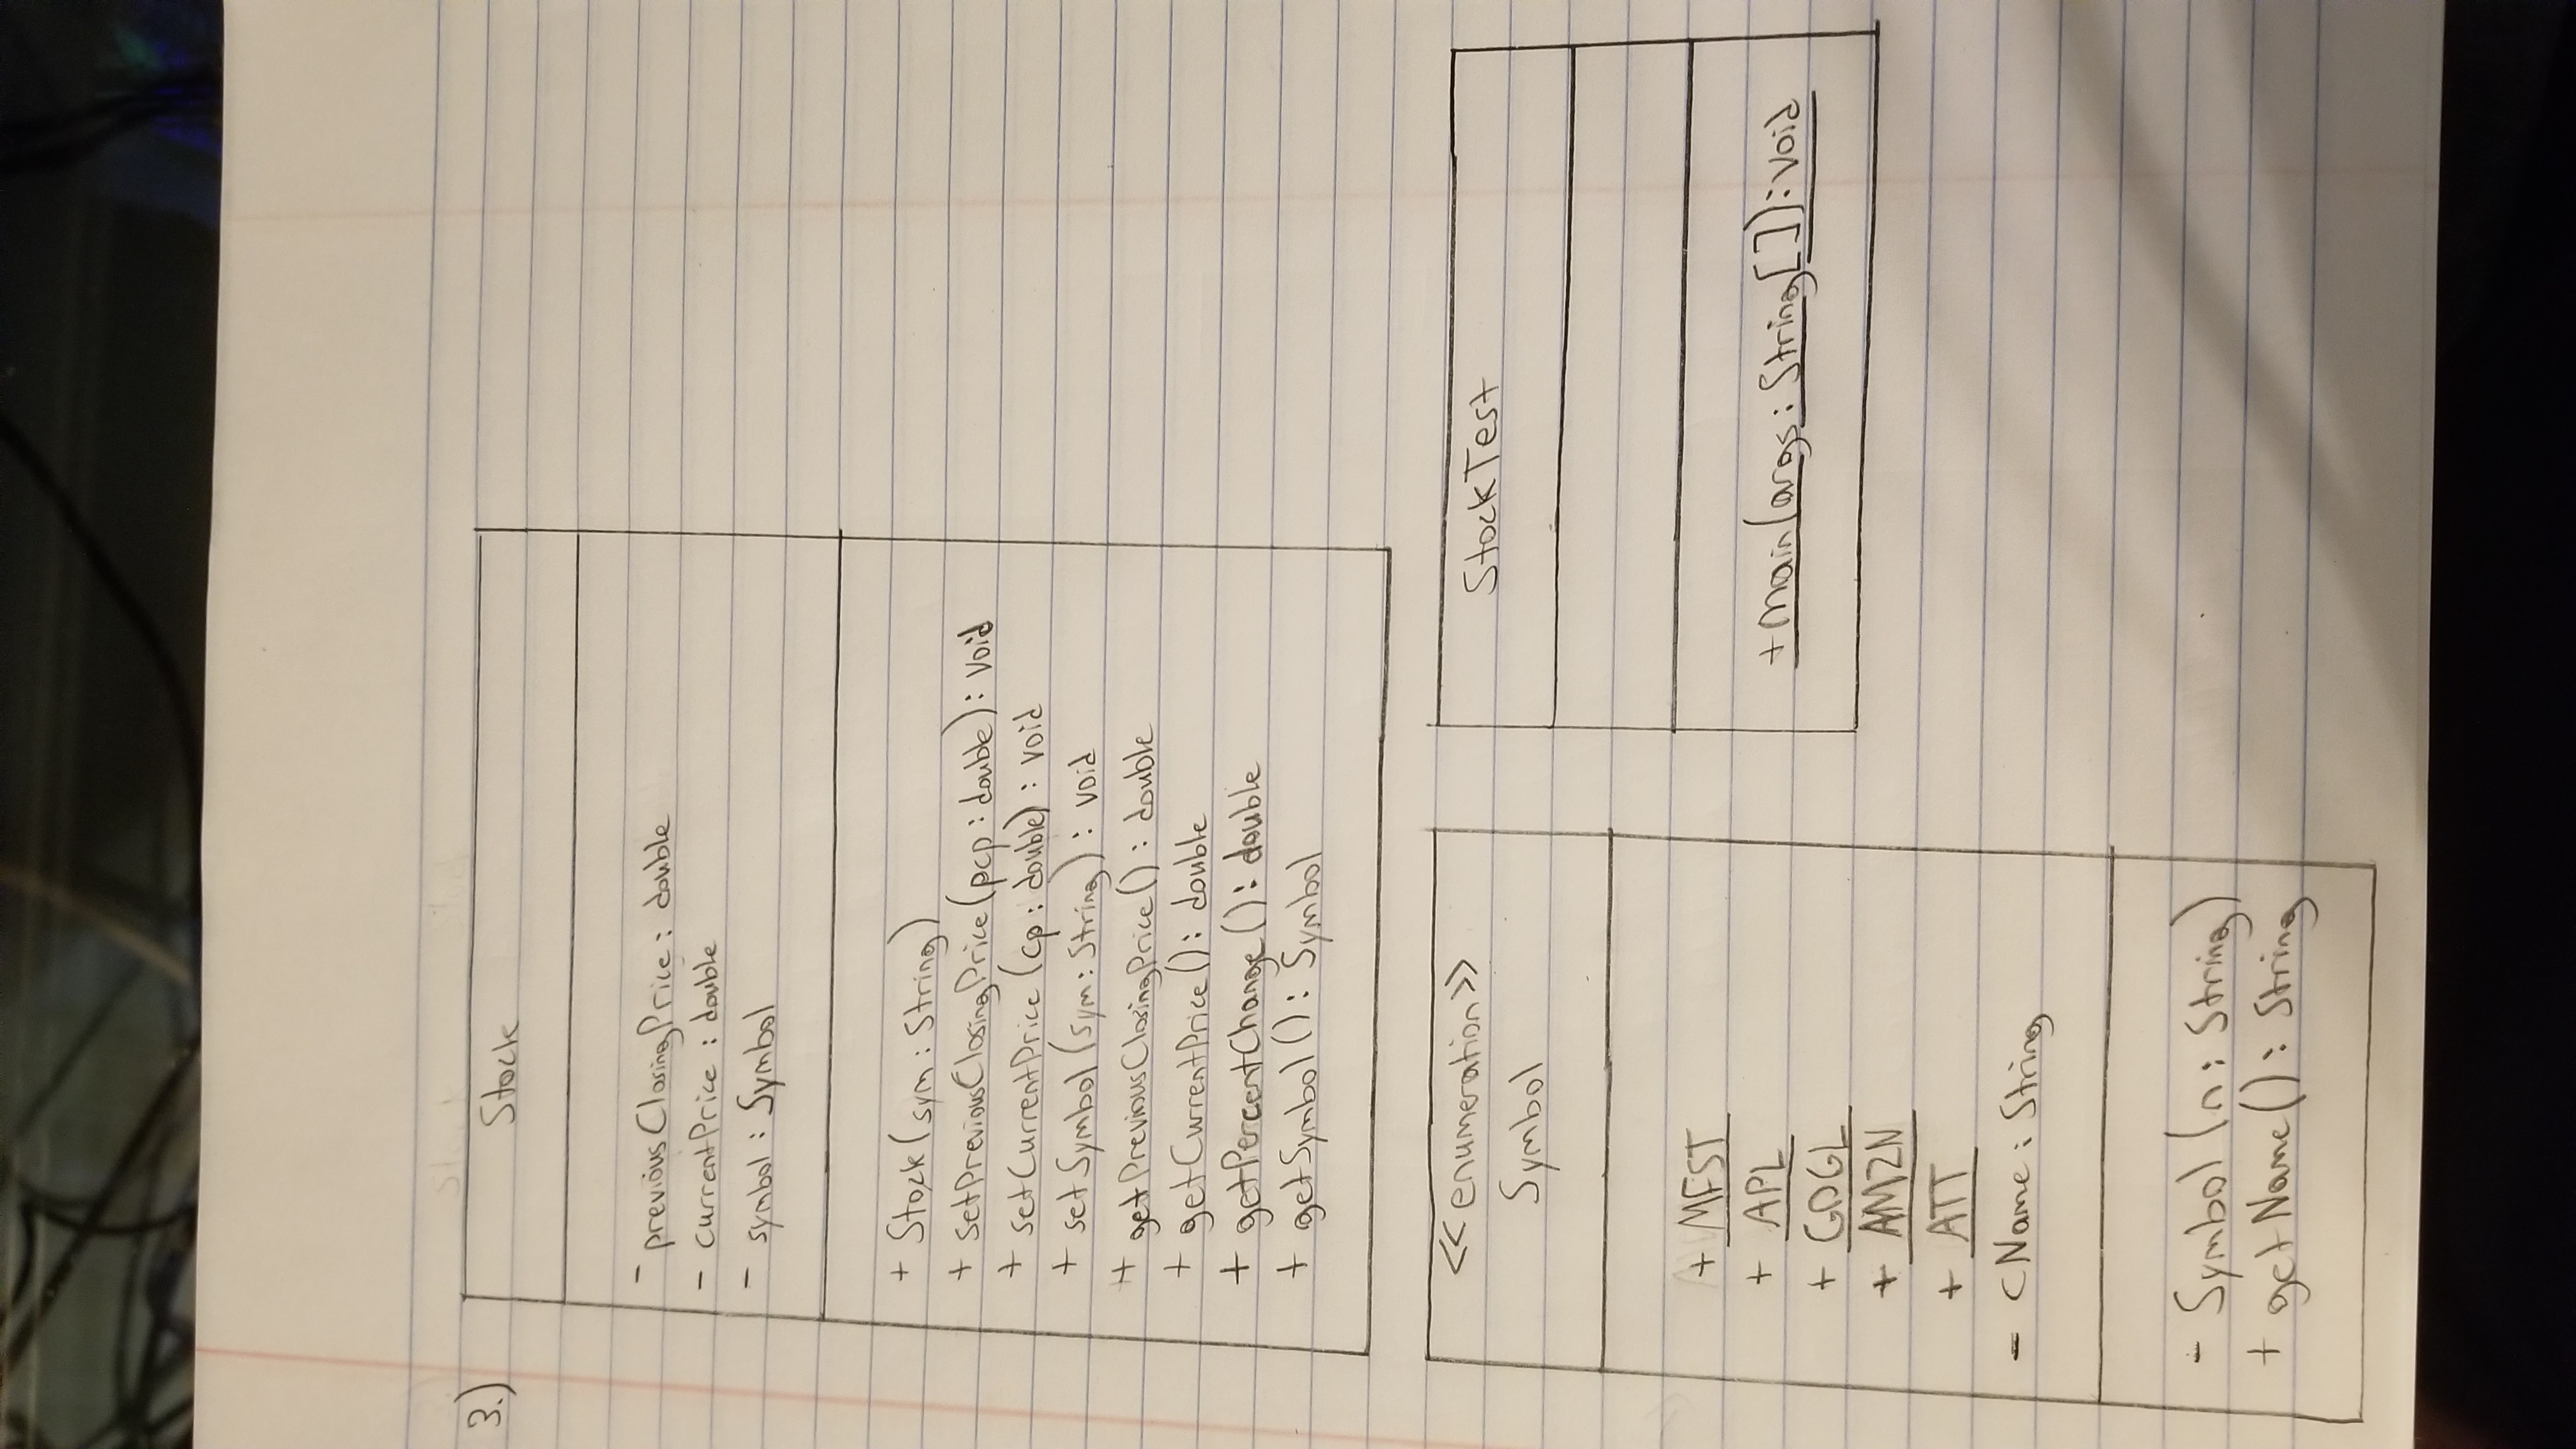 3.)
Stock
- previousClosingPrice : double
- currentPrice : double
- symbol : Symbol
+ Stock(sym : String)
+ setPreviousClosingPrice(pcp : double) : void
+ setCurrentPrice(cp : double) : void
+ setSymbol(sym : String) : void
+ getPreviousClosingPrice() : double
+ getCurrentPrice() : double
+ getPercentChange() : double
+ getSymbol() : Symbol
<<enumeration>>
Symbol
+ MFST
+ APL
+ GOGL
+ AMZN
+ ATT
- cName : String
- Symbol(n : String)
+ getName() : String
StockTest
+main(args : String[]) : void